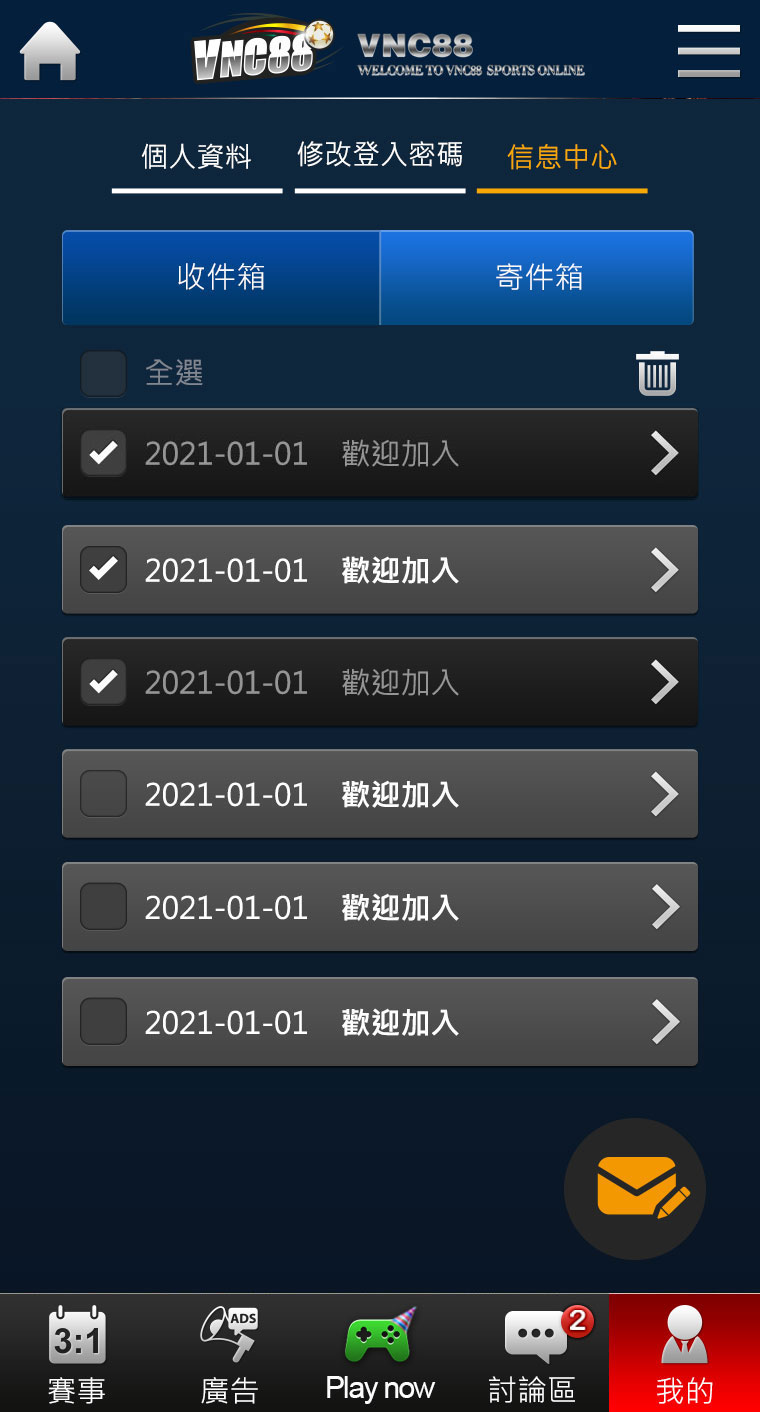 VNC88
VNC88
WELCOME TO VNC88 SPORTS ONLINE
個人資料
修改登入密碼
信息中心
收件箱
寄件箱
全選
2021-01-01 歡迎加入
2021-01-01 歡迎加入
2021-01-01 歡迎加入
2021-01-01 歡迎加入
2021-01-01 歡迎加入
2021-01-01 歡迎加入
3:1
ADS
2
賽事
廣告
Play now
討論區
我的